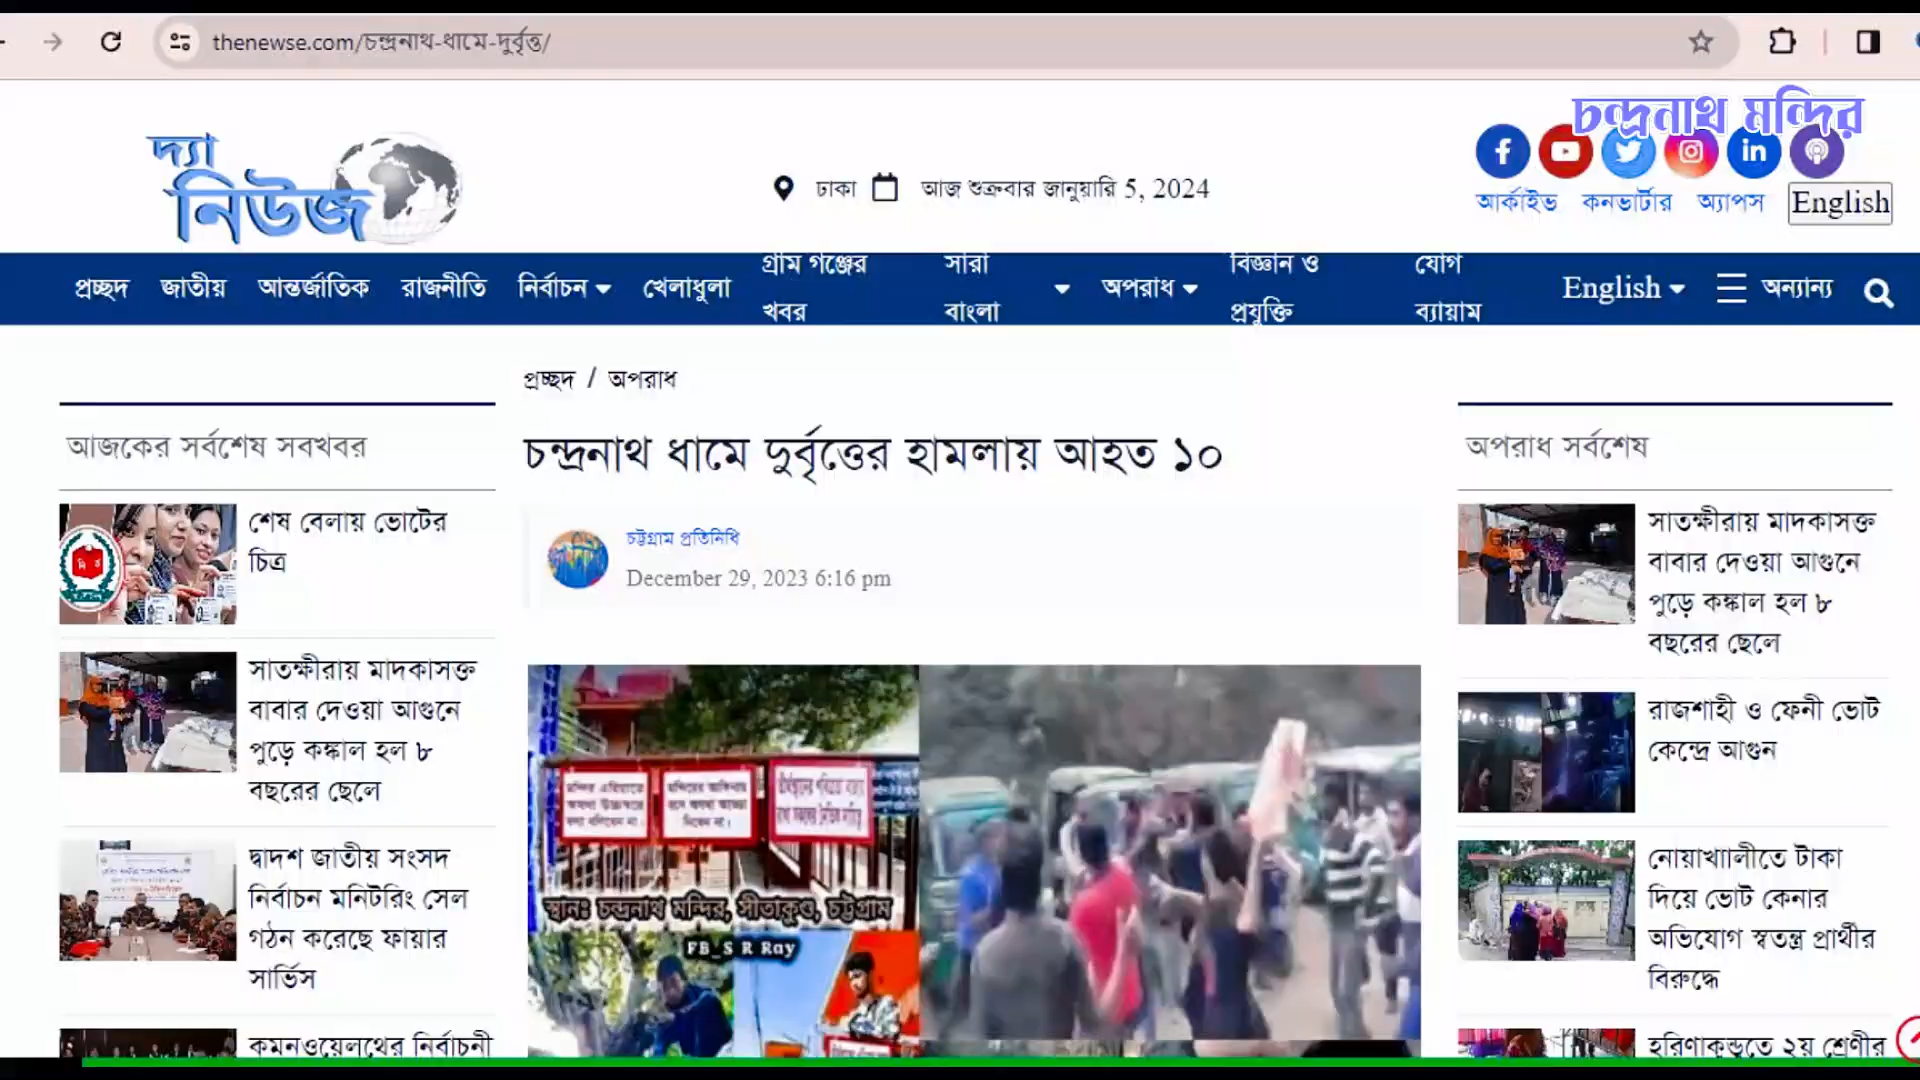 thenewse.com/চন্দ্রনাথ-ধামে-দুর্বৃত্ত/
চন্দ্রনাথ মন্দির
দ্যা
নিউজ
ঢাকা
আজ শুক্রবার জানুয়ারি 5, 2024
আর্কাইভ কনভার্টার অ্যাপস English
প্রচ্ছদ জাতীয় আন্তর্জাতিক রাজনীতি নির্বাচন খেলাধুলা গ্রাম গঞ্জের খবর সারা বাংলা অপরাধ বিজ্ঞান ও প্রযুক্তি যোগ ব্যায়াম English অন্যান্য
প্রচ্ছদ / অপরাধ
আজকের সর্বশেষ সবখবর
শেষ বেলায় ভোটের
চিত্র
সাতক্ষীরায় মাদকাসক্ত
বাবার দেওয়া আগুনে
পুড়ে কঙ্কাল হল ৮
বছরের ছেলে
দ্বাদশ জাতীয় সংসদ
নির্বাচন মনিটরিং সেল
গঠন করেছে ফায়ার
সার্ভিস
কমনওয়েলথের নির্বাচনী
চন্দ্রনাথ ধামে দুর্বৃত্তের হামলায় আহত ১০
চট্টগ্রাম প্রতিনিধি
December 29, 2023 6:16 pm
স্থানঃ চন্দ্রনাথ মন্দির, সীতাকুণ্ড, চট্টগ্রাম
FB_S R Ray
অপরাধ সর্বশেষ
সাতক্ষীরায় মাদকাসক্ত
বাবার দেওয়া আগুনে
পুড়ে কঙ্কাল হল ৮
বছরের ছেলে
রাজশাহী ও ফেনী ভোট
কেন্দ্রে আগুন
নোয়াখাালীতে টাকা
দিয়ে ভোট কেনার
অভিযোগ স্বতন্ত্র প্রার্থীর
বিরুদ্ধে
হরিণাকুন্ডুতে ২য় শ্রেণীর